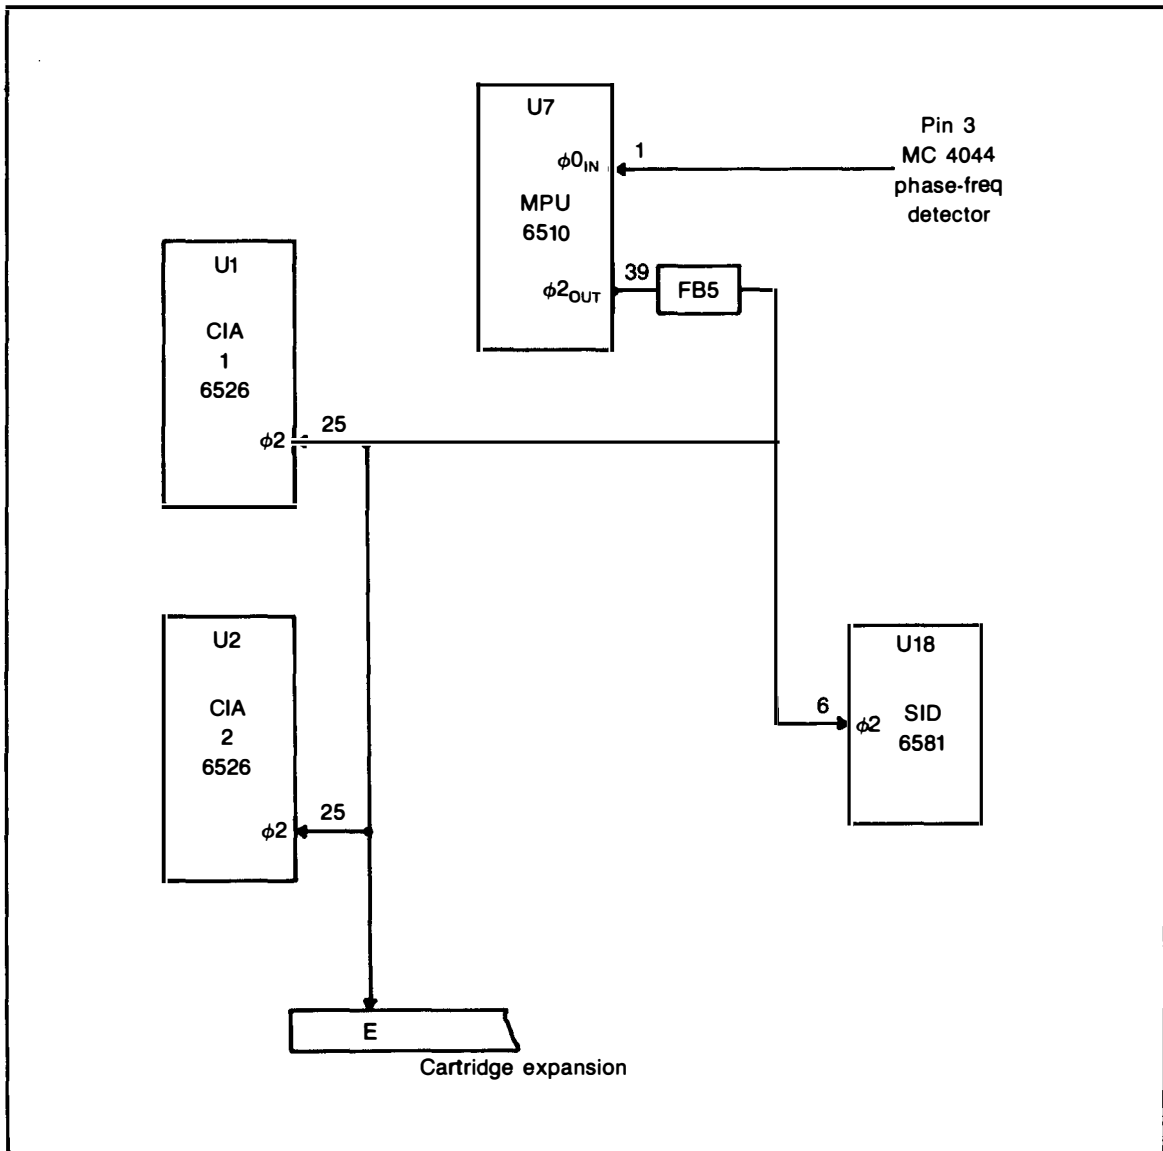 U7
ϕ0IN
1
MPU
6510
39
ϕ2OUT
FB5
Pin 3
MC 4044
phase-freq
detector
U1
CIA
1
6526
ϕ2
25
U2
CIA
2
6526
ϕ2
25
U18
SID
6581
6
ϕ2
E
Cartridge expansion